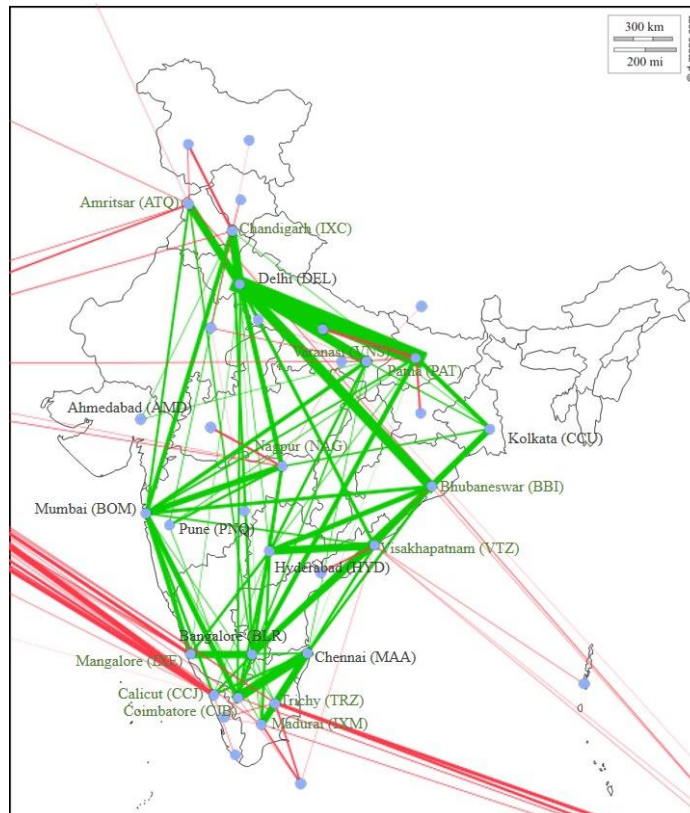 300 km
200 mi
Amritsar (ATQ)
Chandigarh (IXC)
Delhi (DEL)
Varanasi (VNS)
Patna (PAT)
Ahmedabad (AMD)
Kolkata (CCU)
Nagpur (NAG)
Bhubaneswar (BBI)
Mumbai (BOM)
Pune (PNQ)
Visakhapatnam (VTZ)
Hyderabad (HYD)
Bangalore (BLR)
Chennai (MAA)
Mangalore (IXE)
Calicut (CCJ)
Trichy (TRZ)
Coimbatore (CJB)
Madurai (IXM)